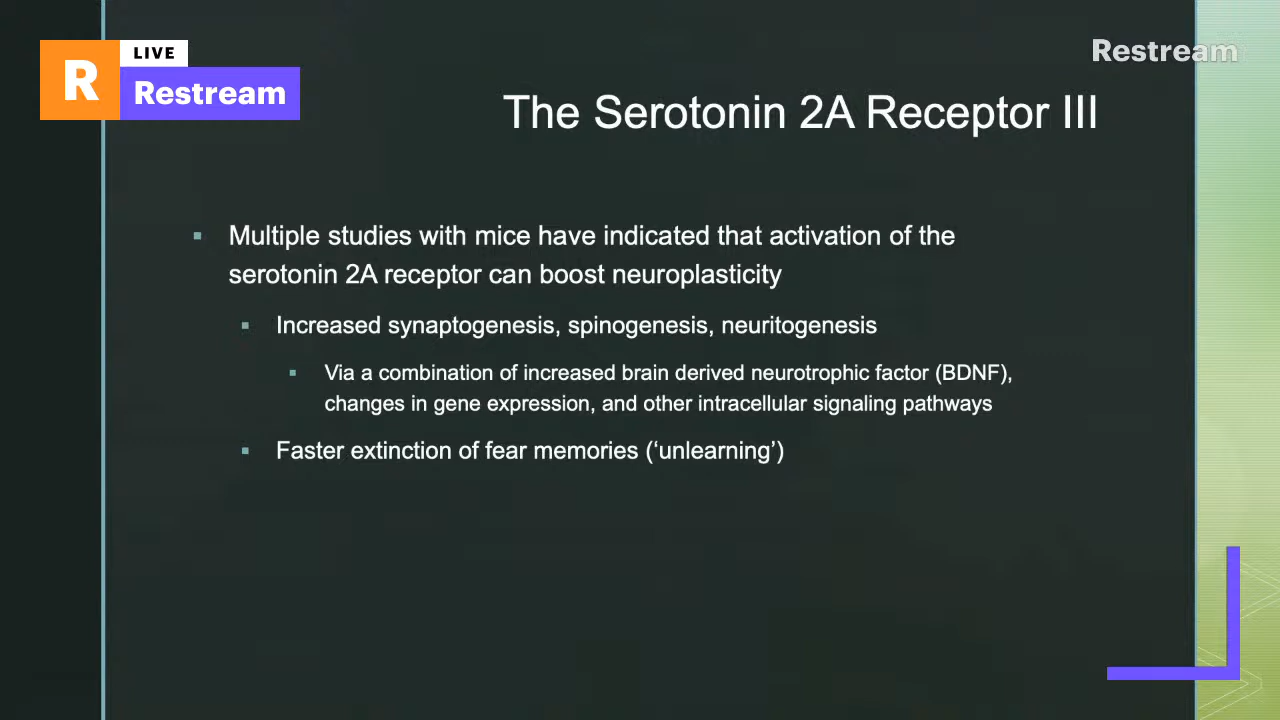 R
LIVE
Restream
Restream
The Serotonin 2A Receptor III
Multiple studies with mice have indicated that activation of the
serotonin 2A receptor can boost neuroplasticity
Increased synaptogenesis, spinogenesis, neuritogenesis
Via a combination of increased brain derived neurotrophic factor (BDNF),
changes in gene expression, and other intracellular signaling pathways
Faster extinction of fear memories (‘unlearning’)